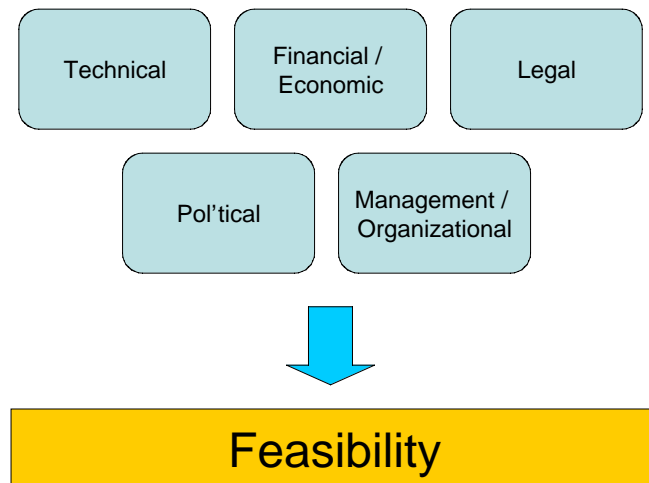 Technical
Financial /
Economic
Legal
Pol'tical
Management /
Organizational
Feasibility